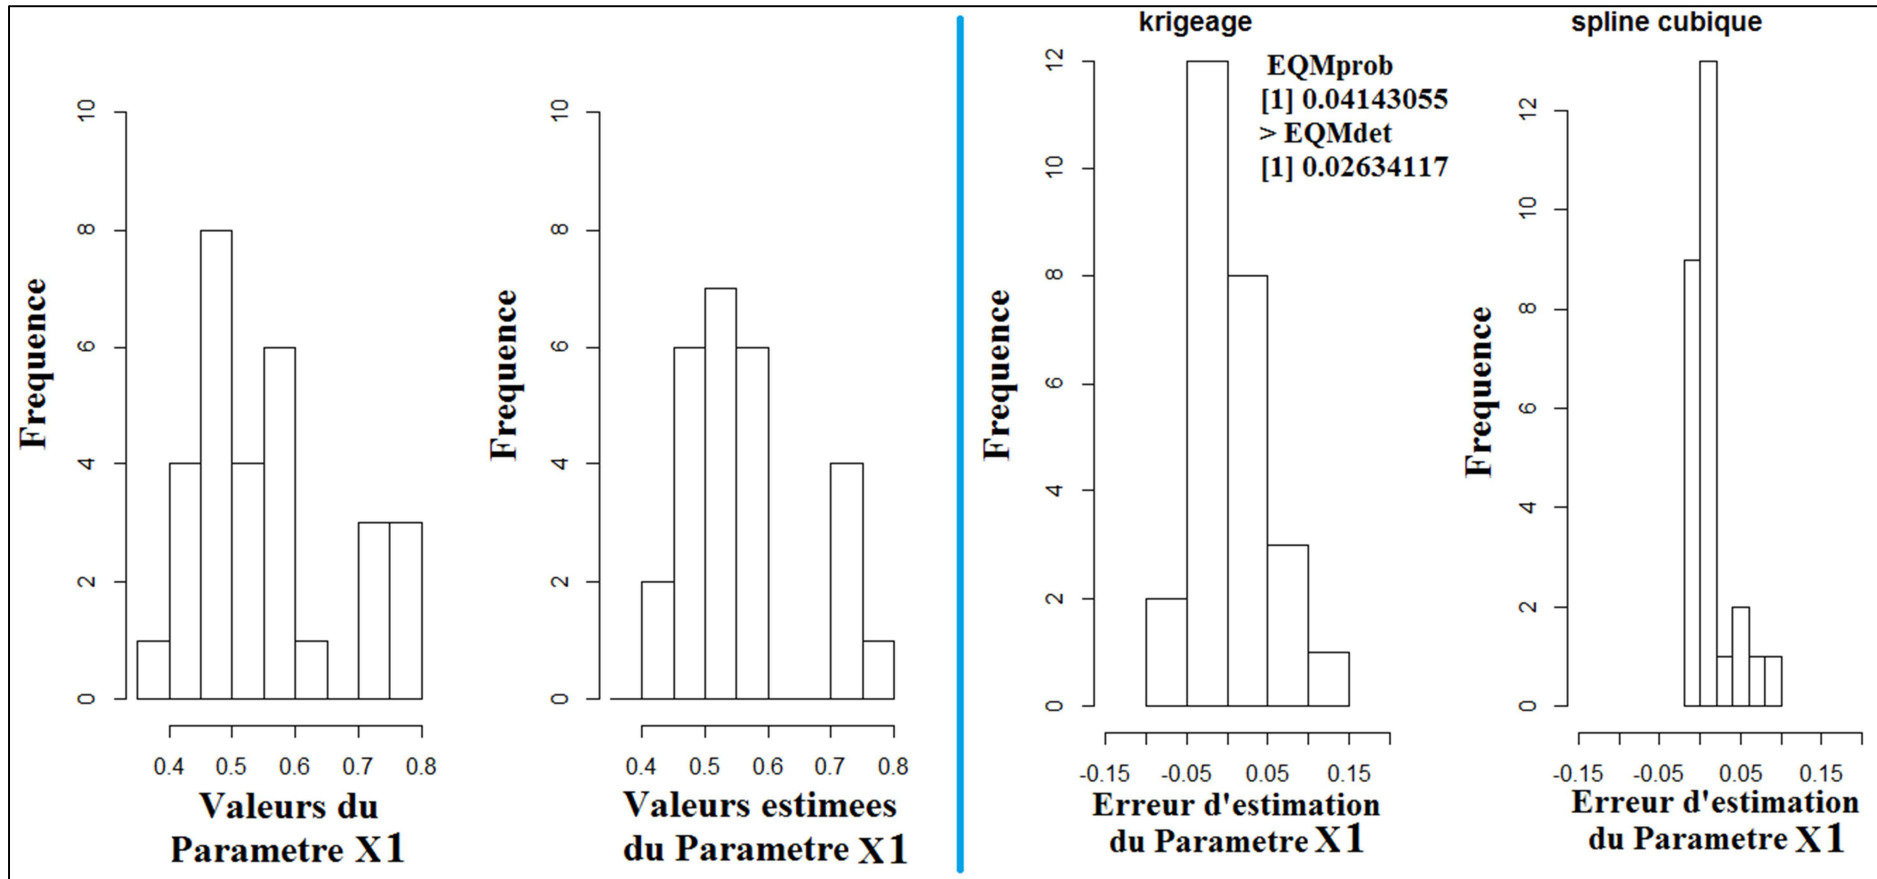 krigeage
spline cubique
EQMprob
[1] 0.04143055
> EQMdet
[1] 0.02634117
Frequence
0 2 4 6 8 10
0.4 0.5 0.6 0.7 0.8
Valeurs du
Parametre X1
Frequence
0 2 4 6 8 10
0.4 0.5 0.6 0.7 0.8
Valeurs estimees
du Parametre X1
Frequence
0 2 4 6 8 10 12
-0.15 -0.05 0.05 0.15
Erreur d'estimation
du Parametre X1
Frequence
0 2 4 6 8 10 12
-0.15 -0.05 0.05 0.15
Erreur d'estimation
du Parametre X1